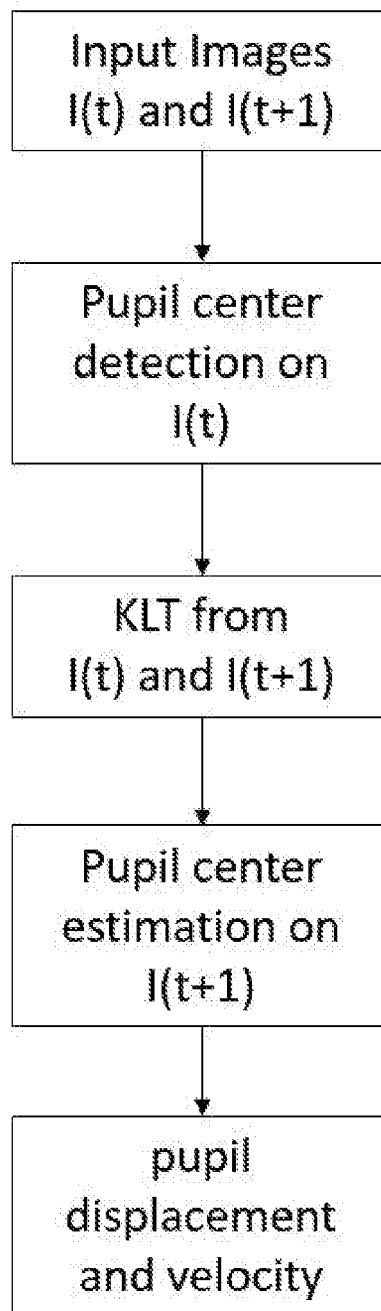 Input Images
I(t) and I(t+1)
Pupil center
detection on
I(t)
KLT from
I(t) and I(t+1)
Pupil center
estimation on
I(t+1)
pupil
displacement
and velocity